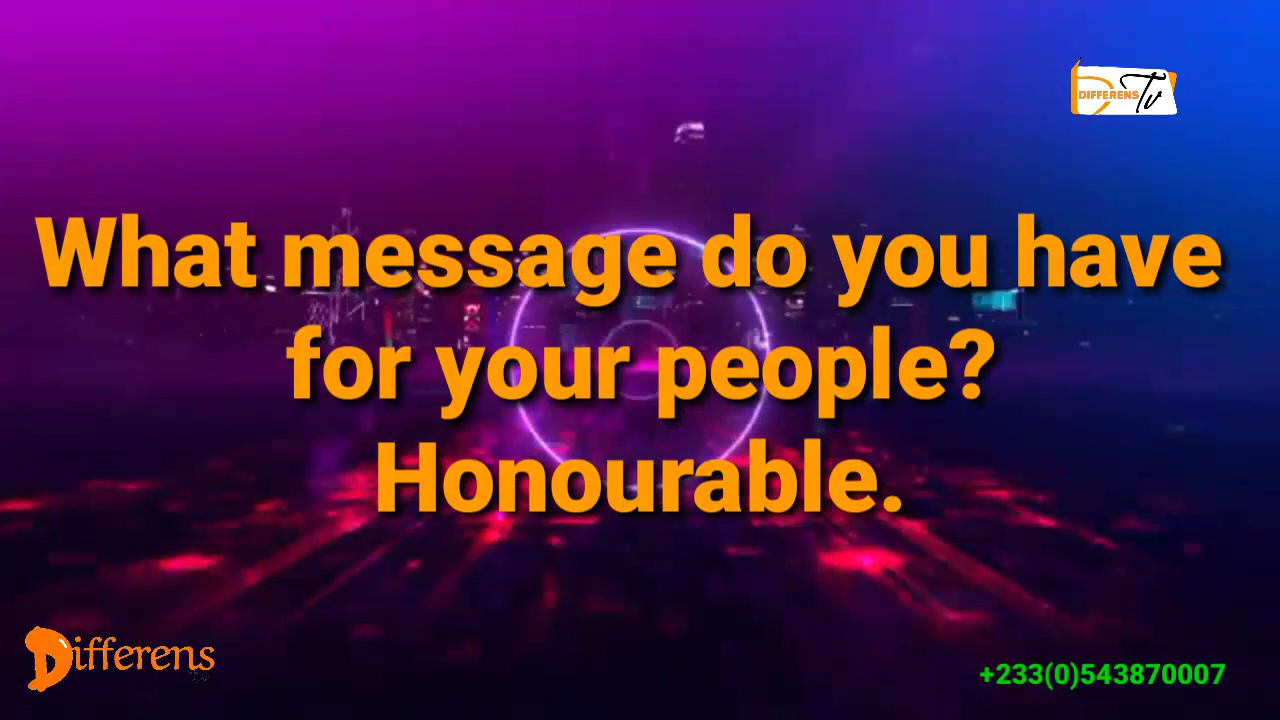 DIFFERENS Tv
What message do you have
for your people?
Honourable.
Differens
+233(0)543870007